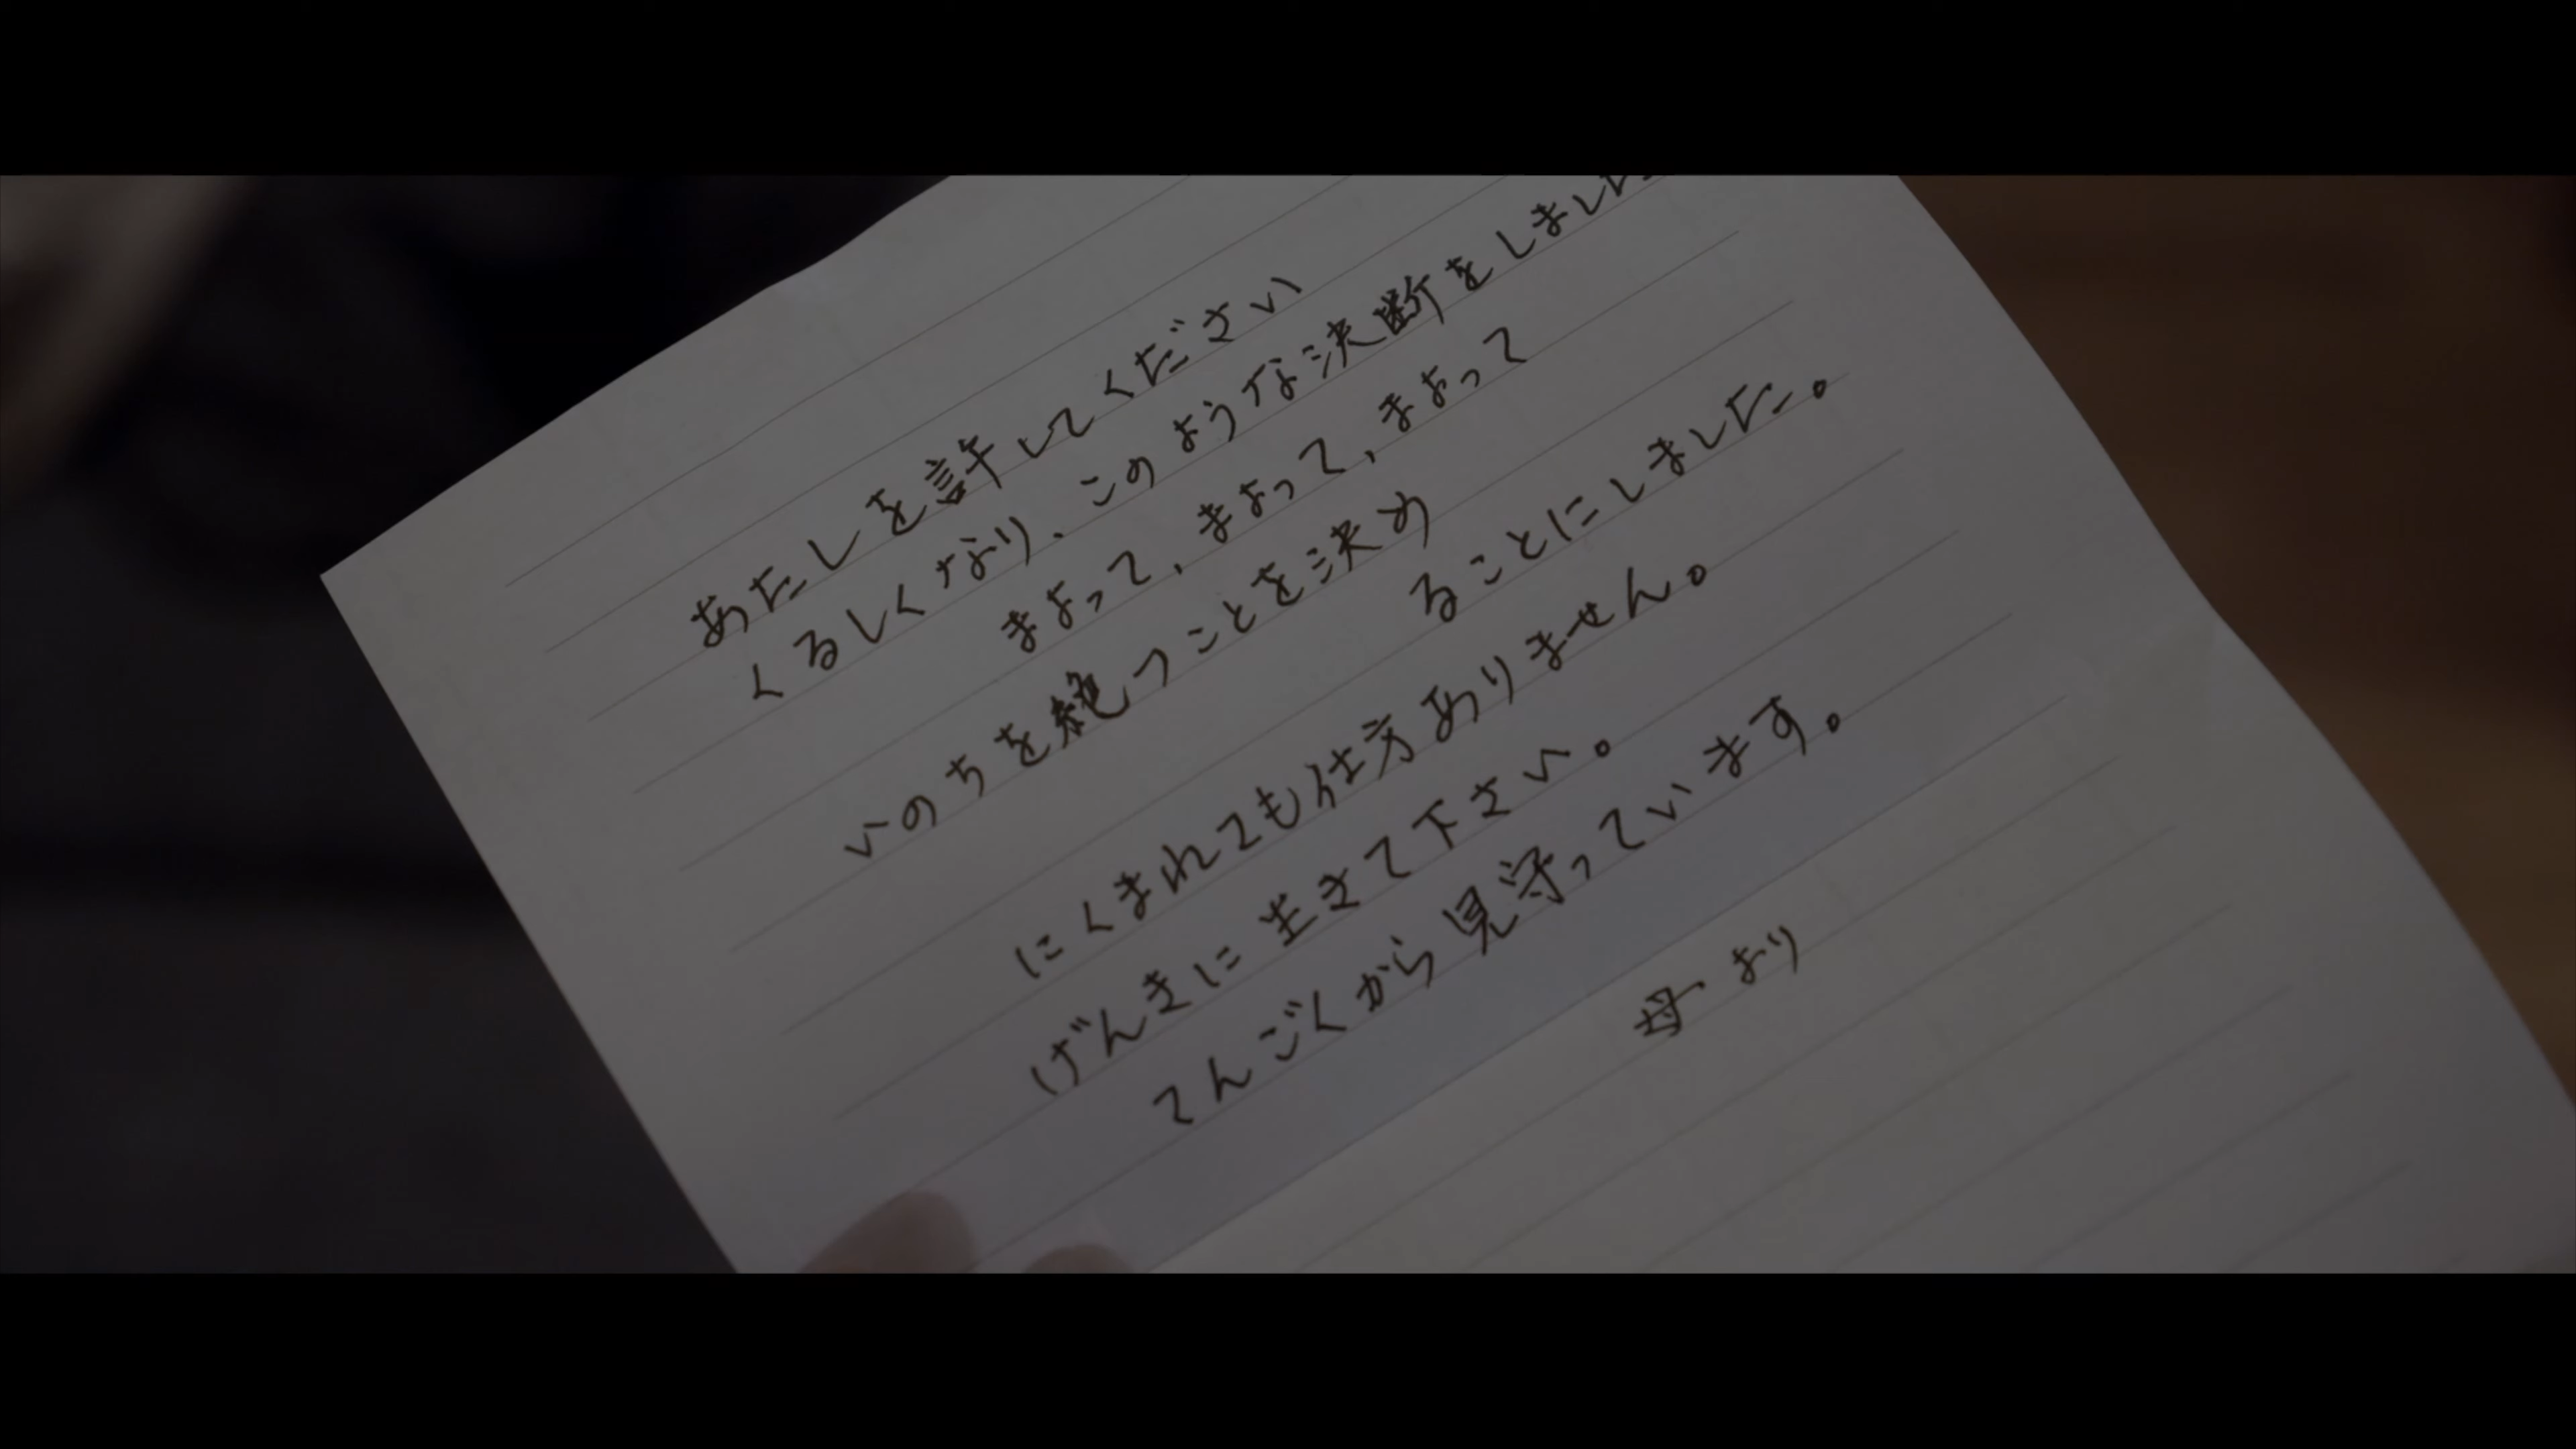 あたしを許してください
くるしくなり、このような決断をしました
まよって、まよって、まよって
いのちを絶つことを決め
ることにしました。
にくまれても仕方ありません。
げんきに生きて下さい。
てんごくから見守っています。
母より